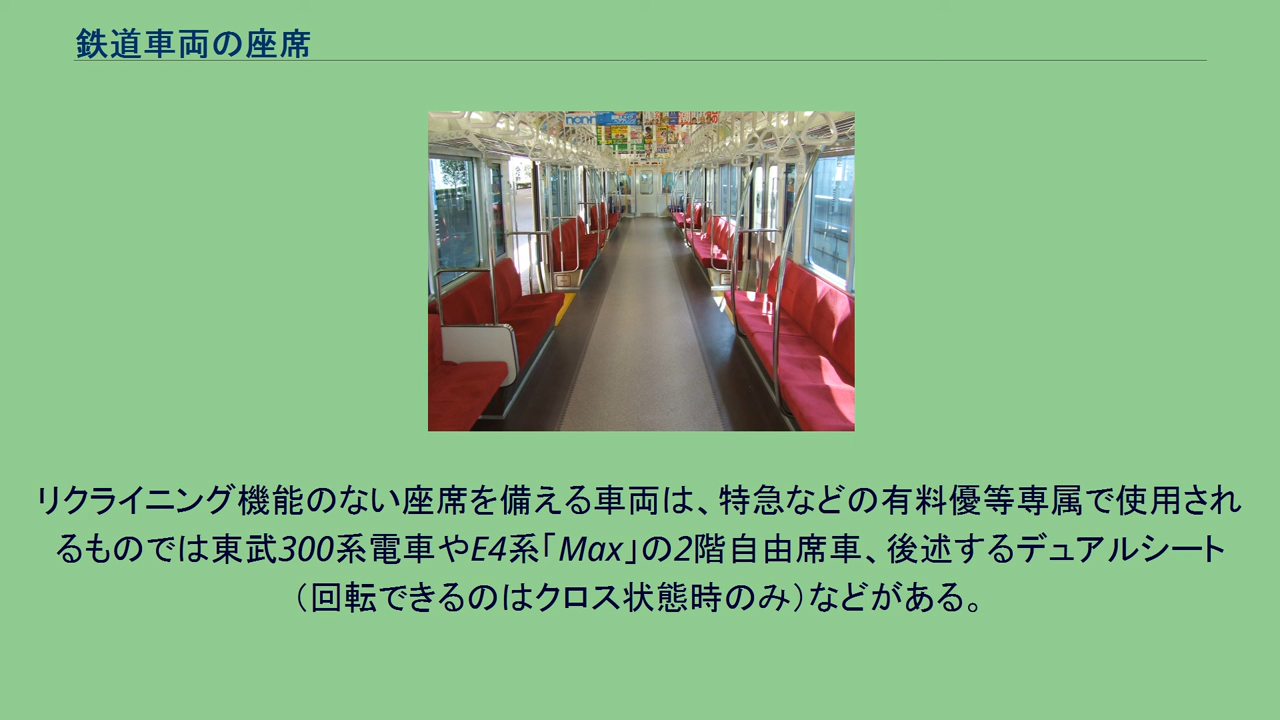 鉄道車両の座席
リクライニング機能のない座席を備える車両は、特急などの有料優等専属で使用され
るものでは東武300系電車やE4系「Max」の2階自由席車、後述するデュアルシート
（回転できるのはクロス状態時のみ）などがある。